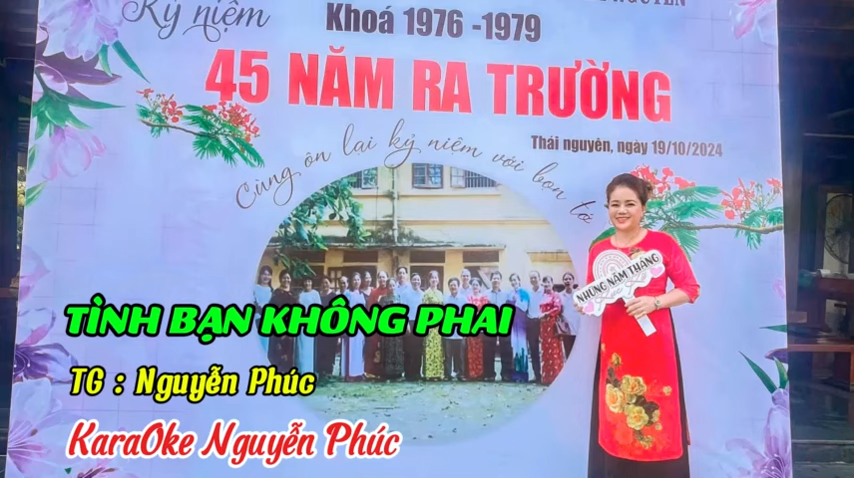 Kỷ niệm
Khoá 1976 -1979
45 NĂM RA TRƯỜNG
Thái nguyên, ngày 19/10/2024
Cùng ôn lại kỷ niệm với bọn tớ
NHỮNG NĂM THÁNG
TÌNH BẠN KHÔNG PHAI
TG : Nguyễn Phúc
KaraOke Nguyễn Phúc